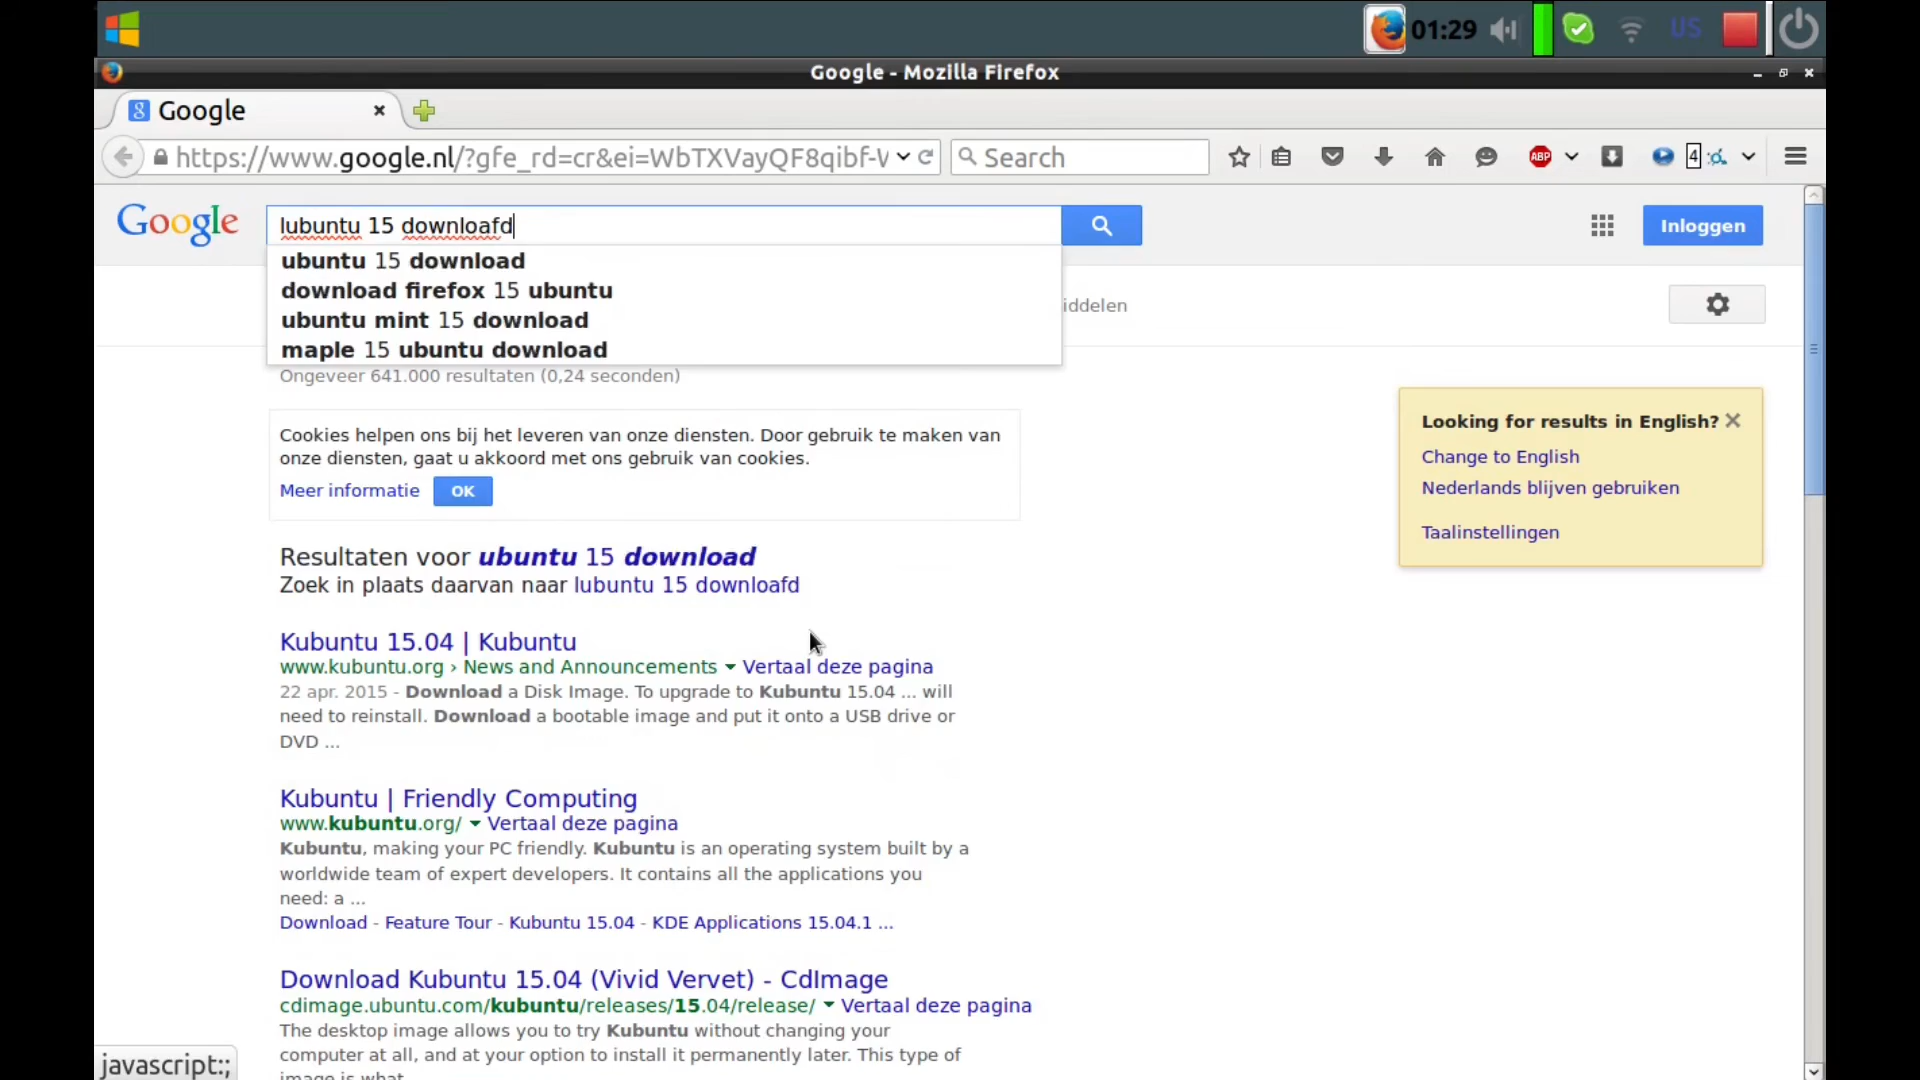 01:29
US
Google - Mozilla Firefox
8 Google
https://www.google.nl/?gfe_rd=cr&ei=WbTXVayQF8qibf-V
Search
ABP
4
Google
lubuntu 15 downloafd
Inloggen
ubuntu 15 download
download firefox 15 ubuntu
ubuntu mint 15 download
maple 15 ubuntu download
iddelen
Ongeveer 641.000 resultaten (0,24 seconden)
Cookies helpen ons bij het leveren van onze diensten. Door gebruik te maken van
onze diensten, gaat u akkoord met ons gebruik van cookies.
Meer informatie OK
Looking for results in English?
Change to English
Nederlands blijven gebruiken
Taalinstellingen
Resultaten voor ubuntu 15 download
Zoek in plaats daarvan naar lubuntu 15 downloafd
Kubuntu 15.04 | Kubuntu
www.kubuntu.org › News and Announcements Vertaal deze pagina
22 apr. 2015 - Download a Disk Image. To upgrade to Kubuntu 15.04 ... will
need to reinstall. Download a bootable image and put it onto a USB drive or
DVD ...
Kubuntu | Friendly Computing
www.kubuntu.org/ Vertaal deze pagina
Kubuntu, making your PC friendly. Kubuntu is an operating system built by a
worldwide team of expert developers. It contains all the applications you
need: a ...
Download - Feature Tour - Kubuntu 15.04 - KDE Applications 15.04.1 ...
Download Kubuntu 15.04 (Vivid Vervet) - CdImage
cdimage.ubuntu.com/kubuntu/releases/15.04/release/ Vertaal deze pagina
The desktop image allows you to try Kubuntu without changing your
computer at all, and at your option to install it permanently later. This type of
image is what
javascript:;